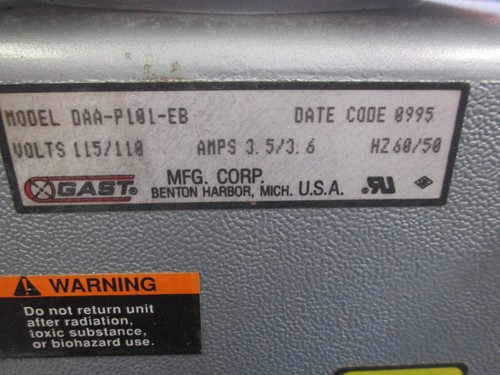 MODEL DAA-P101-EB DATE CODE 0995
VOLTS 115/110 AMPS 3.5/3.6 HZ 60/50
GAST® MFG. CORP.
BENTON HARBOR, MICH. U.S.A.
WARNING
Do not return unit
after radiation,
toxic substance,
or biohazard use.